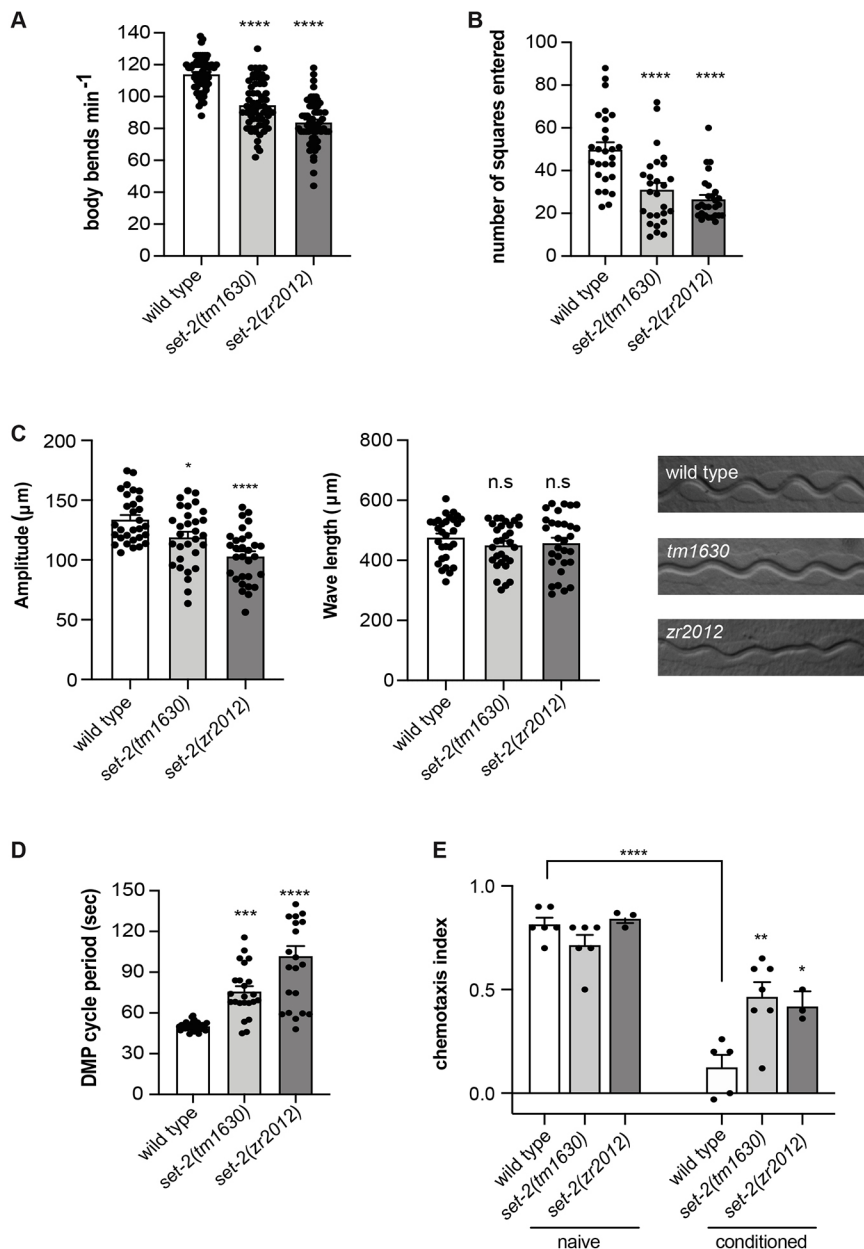 A
body bends min-1
140
120
100
80
60
40
20
0
****
****
wild type
set-2(tm1630)
set-2(zr2012)
B
number of squares entered
100
80
60
40
20
0
****
****
wild type
set-2(tm1630)
set-2(zr2012)
C
Amplitude (μm)
200
150
100
50
0
*
****
wild type
set-2(tm1630)
set-2(zr2012)
Wave length (μm)
800
600
400
200
0
n.s
n.s
wild type
set-2(tm1630)
set-2(zr2012)
wild type
tm1630
zr2012
D
DMP cycle period (sec)
150
120
90
60
30
0
***
****
wild type
set-2(tm1630)
set-2(zr2012)
E
chemotaxis index
1.0
0.5
0.0
****
**
*
wild type
set-2(tm1630)
set-2(zr2012)
wild type
set-2(tm1630)
set-2(zr2012)
naive
conditioned